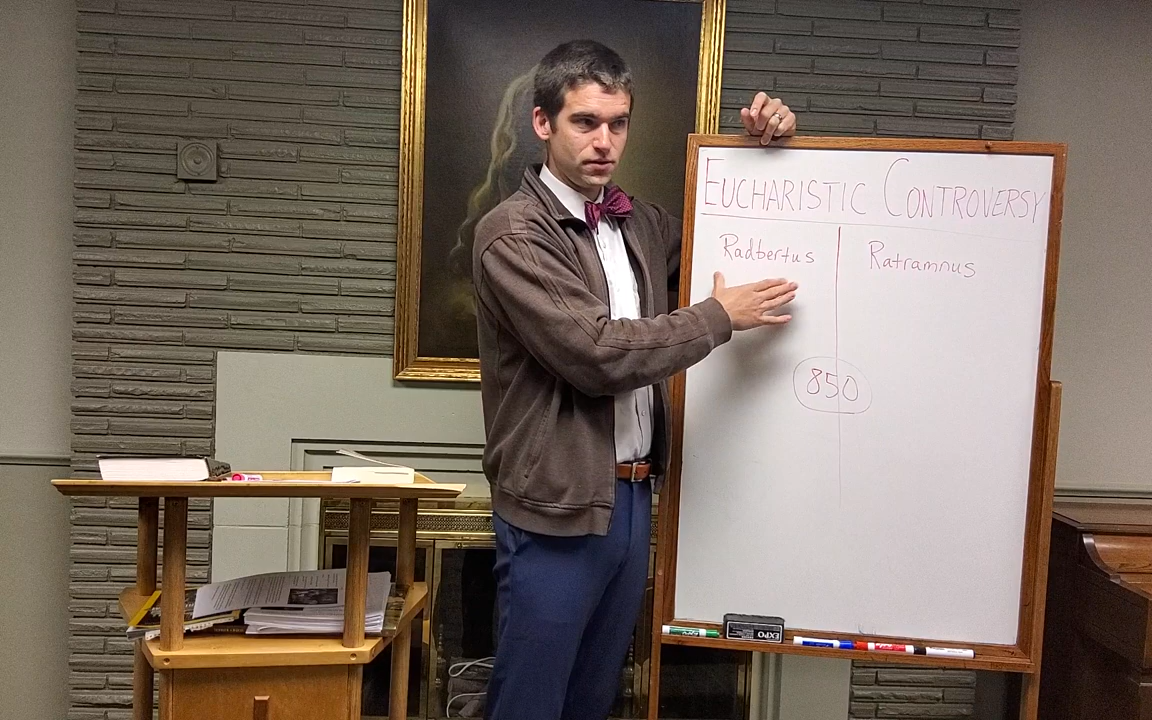 EUCHARISTIC CONTROVERSY
Radbertus
Ratramnus
850
EXPO